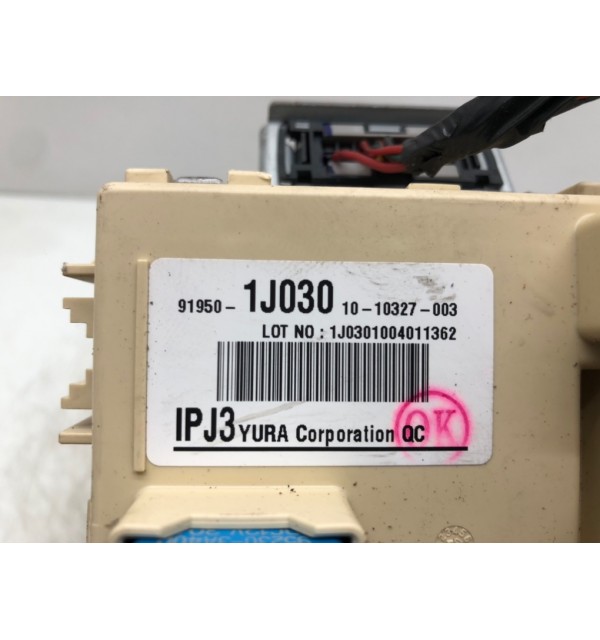 91950- 1J030 10-10327-003
LOT NO : 1J0301004011362
IPJ3 YURA Corporation QC
OK